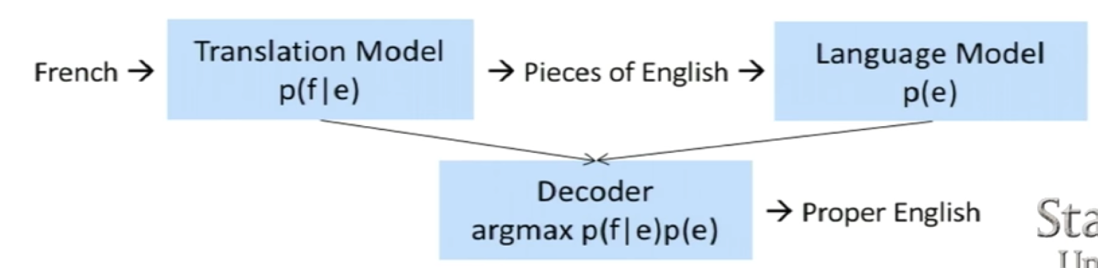 French → Translation Model → Pieces of English → Language Model
p(f|e) p(e)
Decoder
argmax p(f|e)p(e) → Proper English